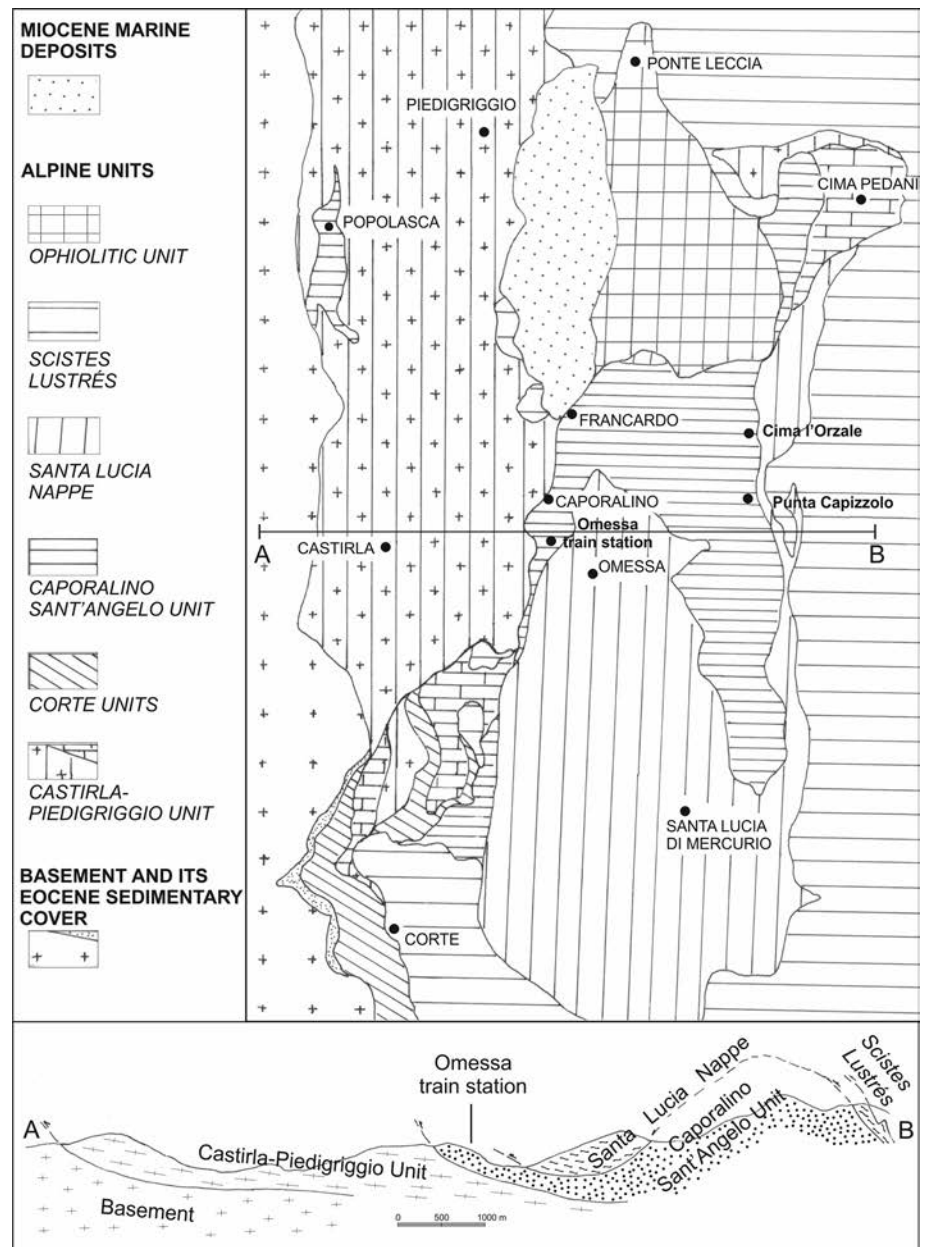 MIOCENE MARINE
DEPOSITS
ALPINE UNITS
OPHIOLITIC UNIT
SCISTES
LUSTRÉS
SANTA LUCIA
NAPPE
CAPORALINO
SANT'ANGELO UNIT
CORTE UNITS
CASTIRLA-
PIEDIGRIGGIO UNIT
BASEMENT AND ITS
EOCENE SEDIMENTARY
COVER
PONTE LECCIA
PIEDIGRIGGIO
CIMA PEDANI
POPOLASCA
FRANCARDO
Cima l'Orzale
CAPORALINO
Punta Capizzolo
Omessa
train station
A
B
CASTIRLA
OMESSA
SANTA LUCIA
DI MERCURIO
CORTE
Omessa
train station
A
B
Castirla-Piedigriggio Unit
Basement
Santa Lucia Nappe
Caporalino
Sant Angelo Unit
Scistes
Lustrés
0 500 1000 m